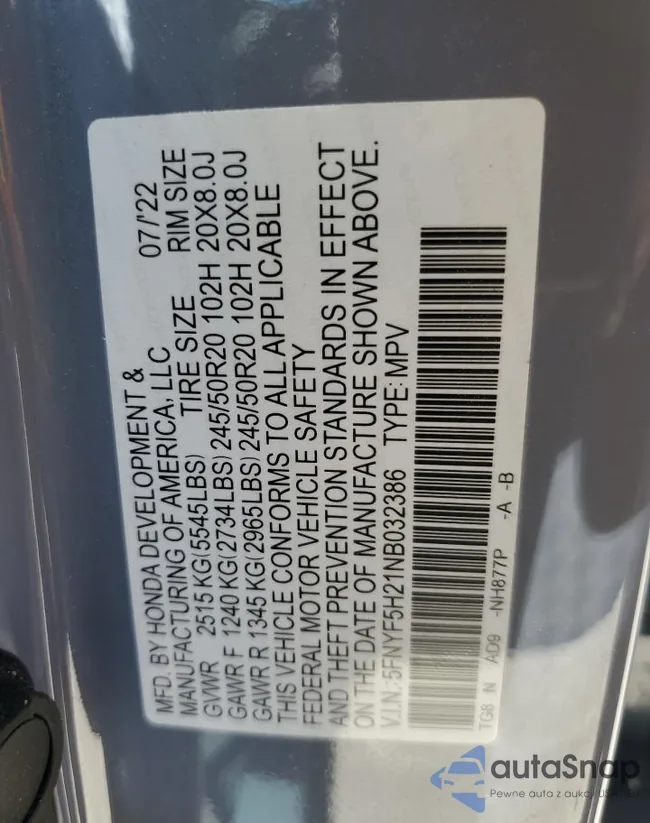 MFD. BY HONDA DEVELOPMENT & 07/'22
MANUFACTURING OF AMERICA, LLC
TIRE SIZE RIM SIZE
GVWR 2515 KG(5545LBS)
GAWR F 1240 KG(2734LBS) 245/50R20 102H 20X8.0J
GAWR R 1345 KG(2965LBS) 245/50R20 102H 20X8.0J
THIS VEHICLE CONFORMS TO ALL APPLICABLE
FEDERAL MOTOR VEHICLE SAFETY
AND THEFT PREVENTION STANDARDS IN EFFECT
ON THE DATE OF MANUFACTURE SHOWN ABOVE.
V.I.N.:5FNYF5H21NB032386 TYPE:MPV
TG8 N AD9 -NH877P -A -B
autaSnap
Pewne auta z aukcji